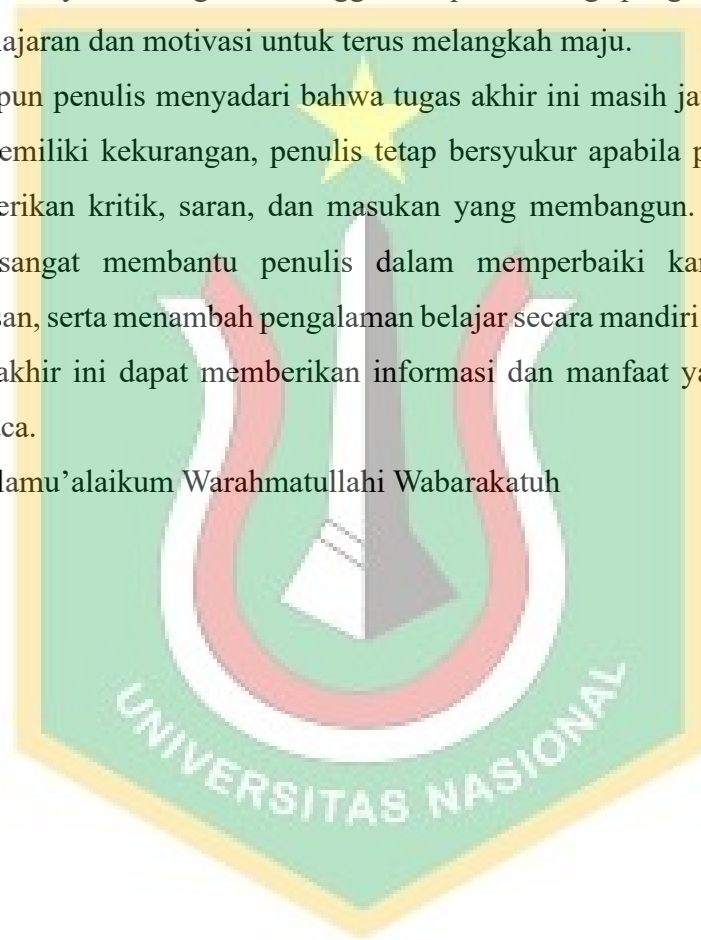 ajaran dan motivasi untuk terus melangkah maju.
pun penulis menyadari bahwa tugas akhir ini masih ja
emiliki kekurangan, penulis tetap bersyukur apabila p
erikan kritik, saran, dan masukan yang membangun.
sangat membantu penulis dalam memperbaiki ka
san, serta menambah pengalaman belajar secara mandiri
akhir ini dapat memberikan informasi dan manfaat ya
ca.
lamu’alaikum Warahmatullahi Wabarakatuh
UNIVERSITAS NASIONAL